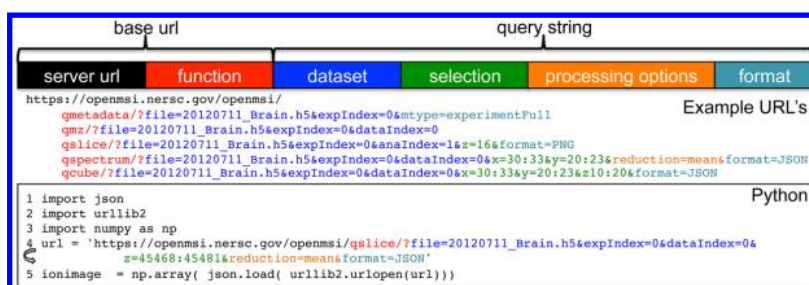 base url query string
server url function dataset selection processing options format
https://openmsi.nersc.gov/openmsi/ Example URL's
qmetadata/?file=20120711_Brain.h5&expIndex=0&mtype=experimentFull
qmz/?file=20120711_Brain.h5&expIndex=0&dataIndex=0
qslice/?file=20120711_Brain.h5&expIndex=0&anaIndex=1&z=16&format=PNG
qspectrum/?file=20120711_Brain.h5&expIndex=0&dataIndex=0&x=30:33&y=20:23&reduction=mean&format=JSON
qcube/?file=20120711_Brain.h5&expIndex=0&dataIndex=0&x=30:33&y=20:23&z10:20&format=JSON
Python
1 import json
2 import urllib2
3 import numpy as np
4 url = 'https://openmsi.nersc.gov/openmsi/qslice/?file=20120711_Brain.h5&expIndex=0&dataIndex=0&
z=45468:45481&reduction=mean&format=JSON'
5 ionimage = np.array( json.load( urllib2.urlopen(url)))